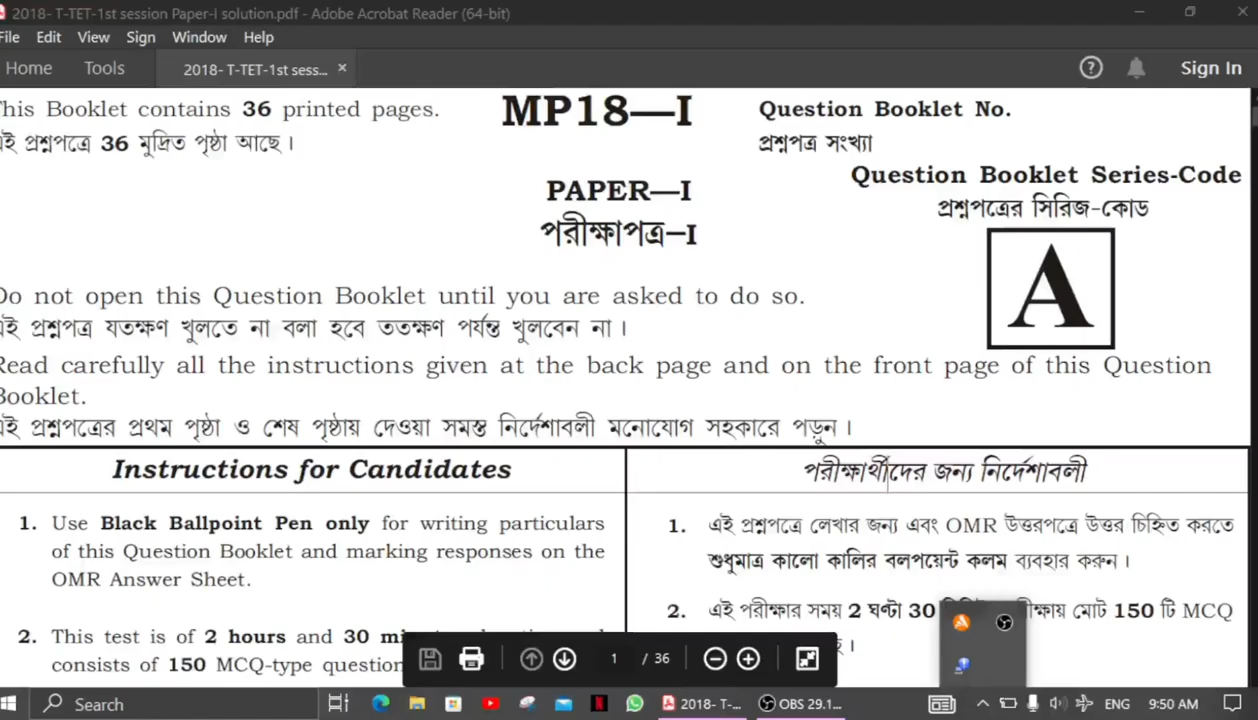 2018- T-TET-1st session Paper-I solution.pdf - Adobe Acrobat Reader (64-bit)
File Edit View Sign Window Help
Home Tools 2018- T-TET-1st sess... Sign In
This Booklet contains 36 printed pages.
এই প্রশ্নপত্রে 36 মুদ্রিত পৃষ্ঠা আছে।
MP18—I
Question Booklet No.
প্রশ্নপত্র সংখ্যা
PAPER—I
পরীক্ষাপত্র—I
Question Booklet Series-Code
প্রশ্নপত্রের সিরিজ-কোড
A
Do not open this Question Booklet until you are asked to do so.
এই প্রশ্নপত্র যতক্ষণ খুলতে না বলা হবে ততক্ষণ পর্যন্ত খুলবেন না।
Read carefully all the instructions given at the back page and on the front page of this Question
Booklet.
এই প্রশ্নপত্রের প্রথম পৃষ্ঠা ও শেষ পৃষ্ঠায় দেওয়া সমস্ত নির্দেশাবলী মনোযোগ সহকারে পড়ুন।
Instructions for Candidates
1. Use Black Ballpoint Pen only for writing particulars
of this Question Booklet and marking responses on the
OMR Answer Sheet.
2. This test is of 2 hours and 30
consists of 150 MCQ-type
পরীক্ষার্থীদের জন্য নির্দেশাবলী
1. এই প্রশ্নপত্রে লেখার জন্য এবং OMR উত্তরপত্রে উত্তর চিহ্নিত করতে
শুধুমাত্র কালো কালির বলপয়েন্ট কলম ব্যবহার করুন।
2. এই পরীক্ষার সময় 2 ঘণ্টা 30 মোট 150 টি MCQ
1 / 36
Search 2018- T-... OBS 29.1... ENG 9:50 AM